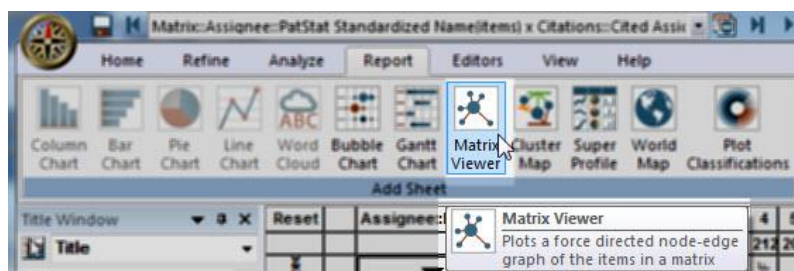 Matrix::Assignee::PatStat Standardized Name(items) x Citations::Cited Assi
Home Refine Analyze Report Editors View Help
ABC
Column Chart Bar Chart Pie Chart Line Chart Word Cloud Bubble Chart Gantt Chart Matrix Viewer Cluster Map Super Profile World Map Plot Classifications
Add Sheet
Title Window Reset Assignee: 4 5
Title 212
Matrix Viewer
Plots a force directed node-edge
graph of the items in a matrix